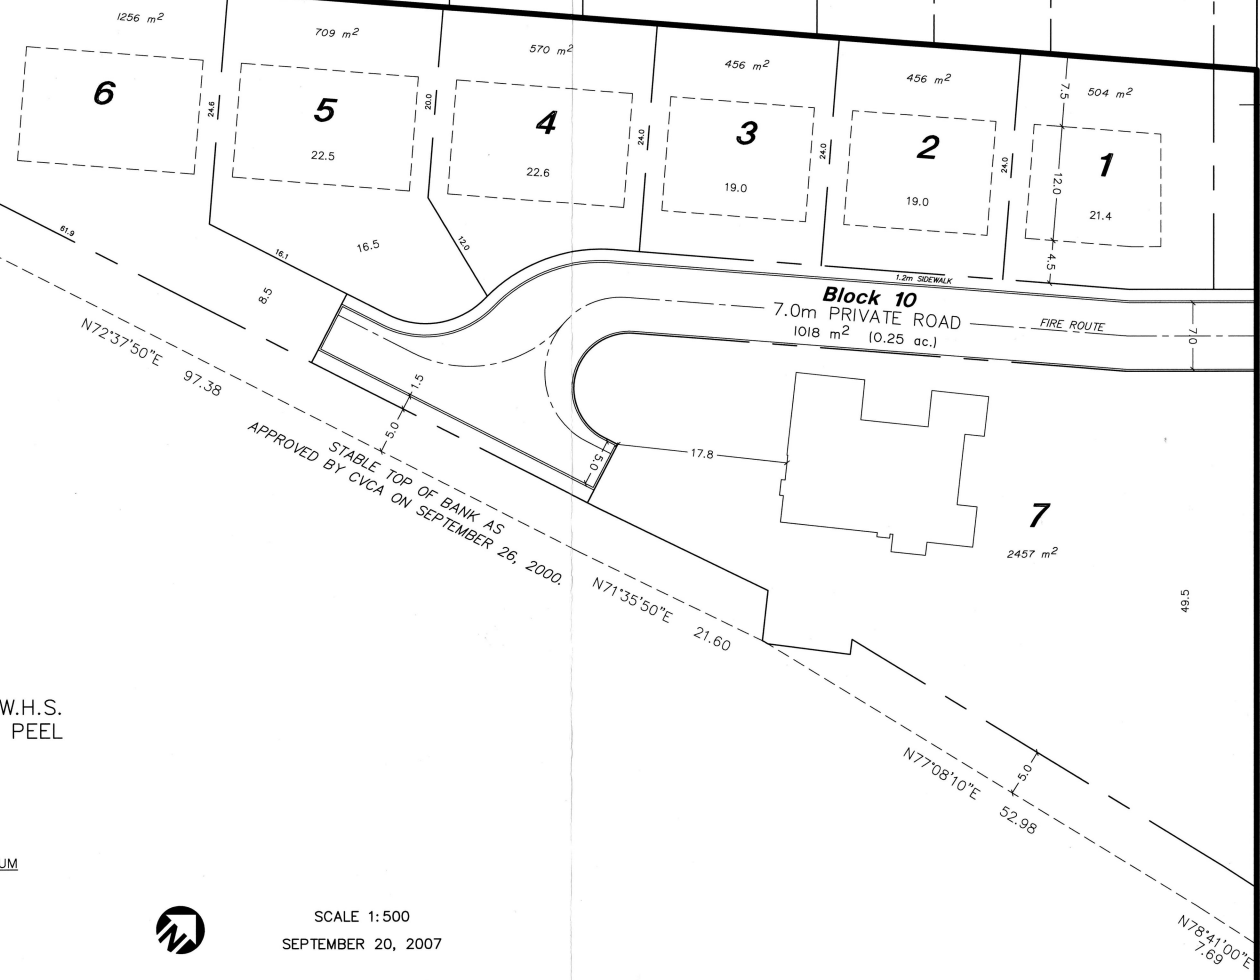 1256 m²
709 m²
570 m²
456 m²
456 m²
504 m²
7.5
6
24.6
5
20.0
4
24.0
3
24.0
2
24.0
1
12.0
22.5
22.6
19.0
19.0
21.4
4.5
61.9
16.1
16.5
12.0
8.5
1.2m SIDEWALK
Block 10
7.0m PRIVATE ROAD
1018 m² (0.25 ac.)
FIRE ROUTE
7.0
N72°37'50"E 97.38
1.5
5.0
5.0
17.8
STABLE TOP OF BANK AS
APPROVED BY CVCA ON SEPTEMBER 26, 2000.
7
2457 m²
49.5
N71°35'50"E 21.60
W.H.S.
PEEL
N77°08'10"E 52.98
5.0
UM
N
SCALE 1:500
SEPTEMBER 20, 2007
N78°41'00"E
7.69